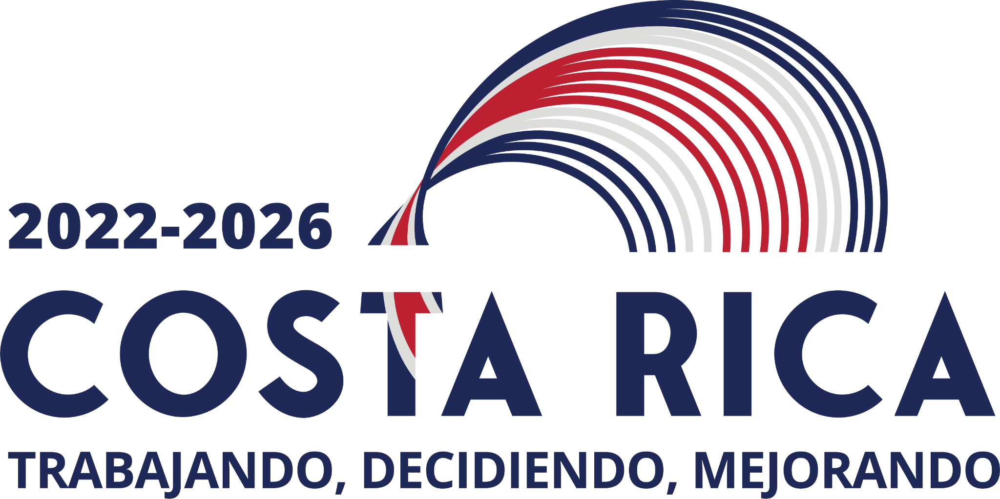 2022-2026
COSTA RICA
TRABAJANDO, DECIDIENDO, MEJORANDO